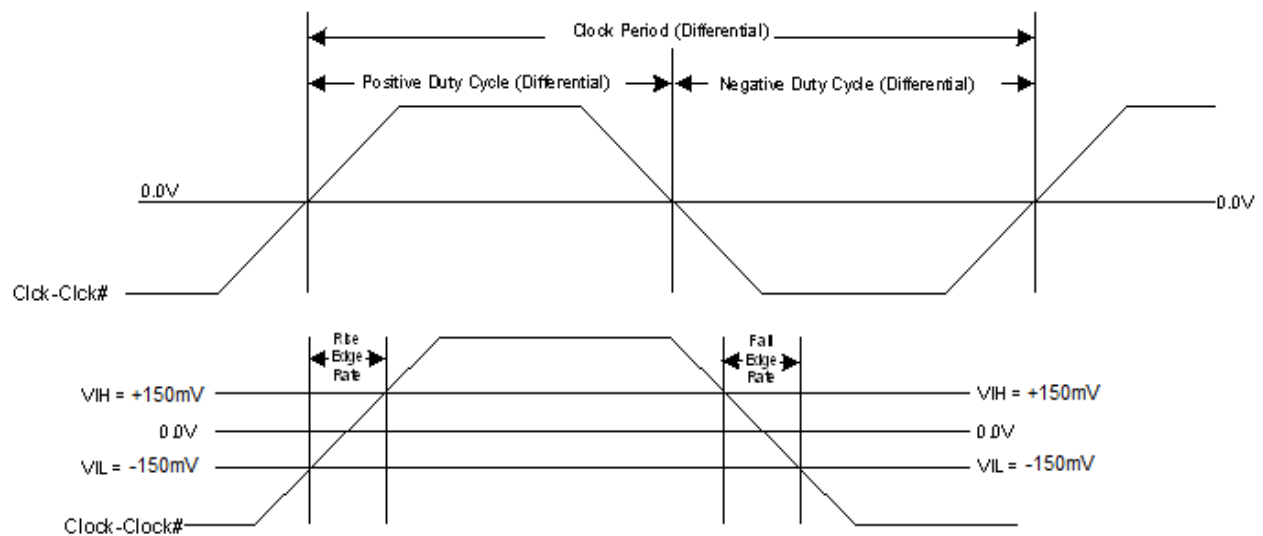 Clock Period (Differential)
Positive Duty Cycle (Differential)
Negative Duty Cycle (Differential)
0.0V
0.0V
Clck-Clck#
Rise
Edge
Rate
Fall
Edge
Rate
VIH = +150mV
VIH = +150mV
0.0V
0.0V
VIL = -150mV
VIL = -150mV
Clock-Clock#